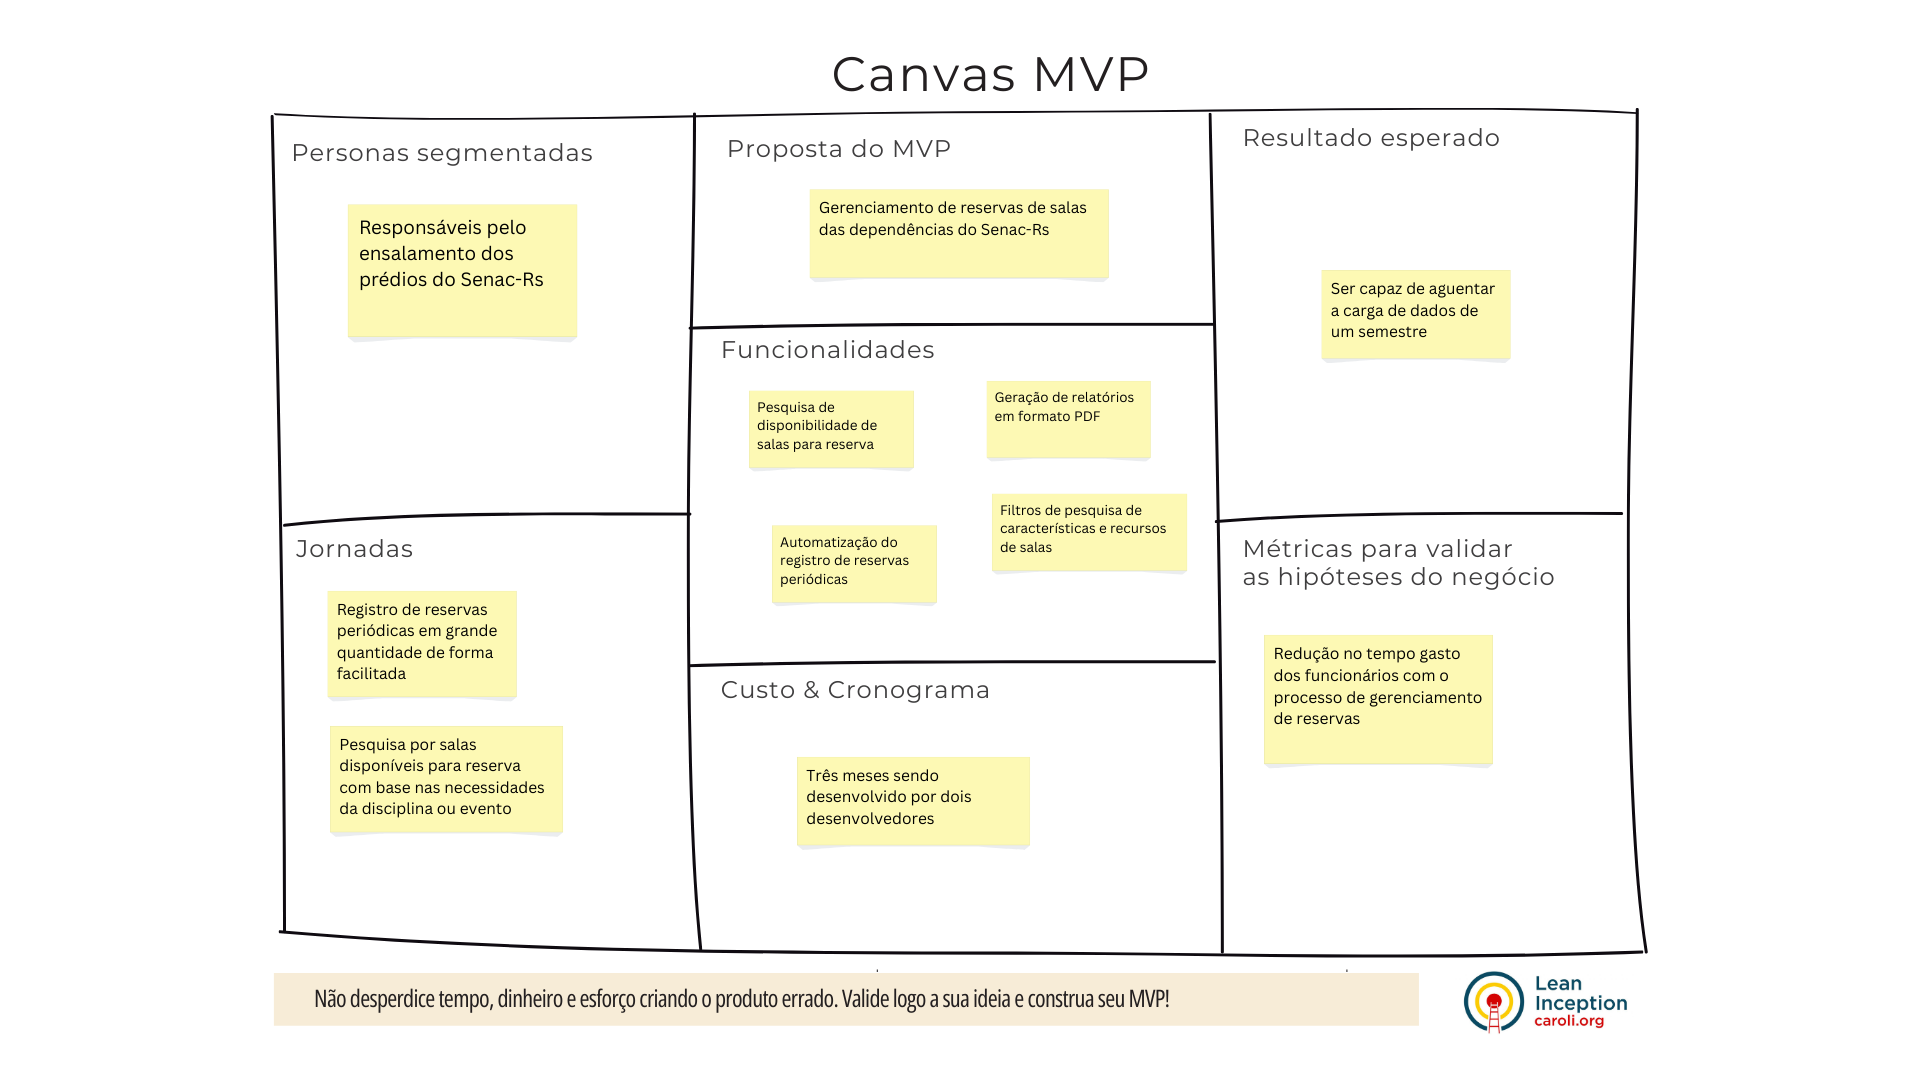 Canvas MVP
Personas segmentadas
Responsáveis pelo
ensalamento dos
prédios do Senac-Rs
Proposta do MVP
Gerenciamento de reservas de salas
das dependências do Senac-Rs
Resultado esperado
Ser capaz de aguentar
a carga de dados de
um semestre
Funcionalidades
Pesquisa de
disponibilidade de
salas para reserva
Geração de relatórios
em formato PDF
Automatização do
registro de reservas
periódicas
Filtros de pesquisa de
características e recursos
de salas
Jornadas
Registro de reservas
periódicas em grande
quantidade de forma
facilitada
Pesquisa por salas
disponíveis para reserva
com base nas necessidades
da disciplina ou evento
Custo & Cronograma
Três meses sendo
desenvolvido por dois
desenvolvedores
Métricas para validar
as hipóteses do negócio
Redução no tempo gasto
dos funcionários com o
processo de gerenciamento
de reservas
Não desperdice tempo, dinheiro e esforço criando o produto errado. Valide logo a sua ideia e construa seu MVP!
Lean
Inception
caroli.org